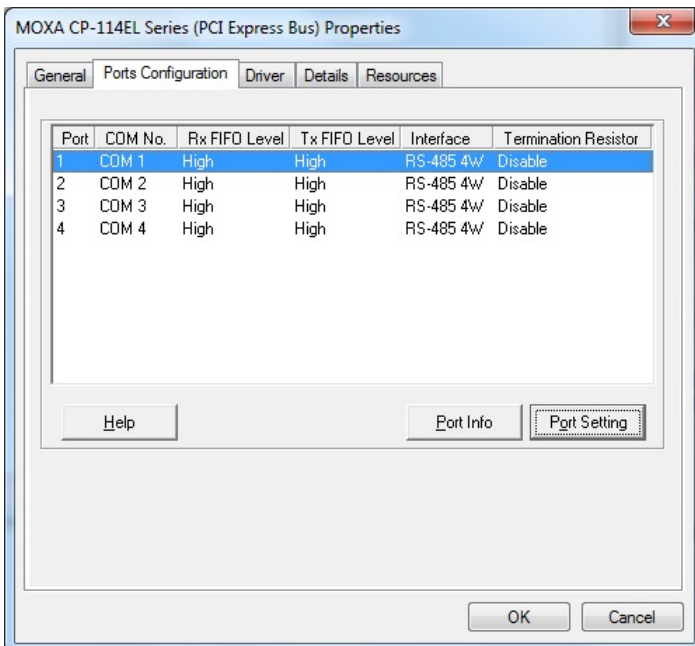 MOXA CP-114EL Series (PCI Express Bus) Properties
General Ports Configuration Driver Details Resources
Port COM No. Rx FIFO Level Tx FIFO Level Interface Termination Resistor
1 COM 1 High High RS-485 4W Disable
2 COM 2 High High RS-485 4W Disable
3 COM 3 High High RS-485 4W Disable
4 COM 4 High High RS-485 4W Disable
Help Port Info Port Setting
OK Cancel